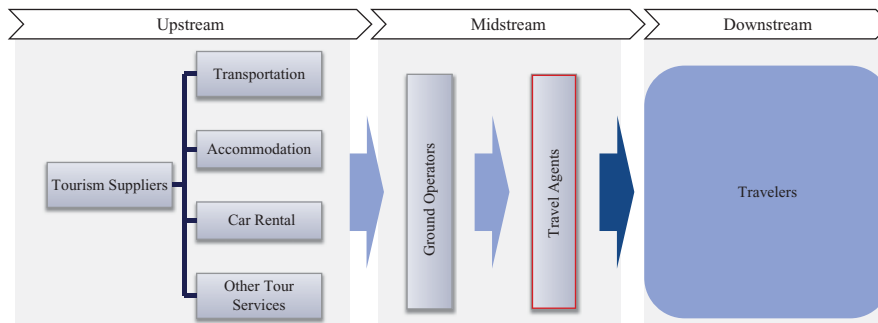 Upstream
Midstream
Downstream
Transportation
Accommodation
Tourism Suppliers
Car Rental
Other Tour
Services
Ground Operators
Travel Agents
Travelers